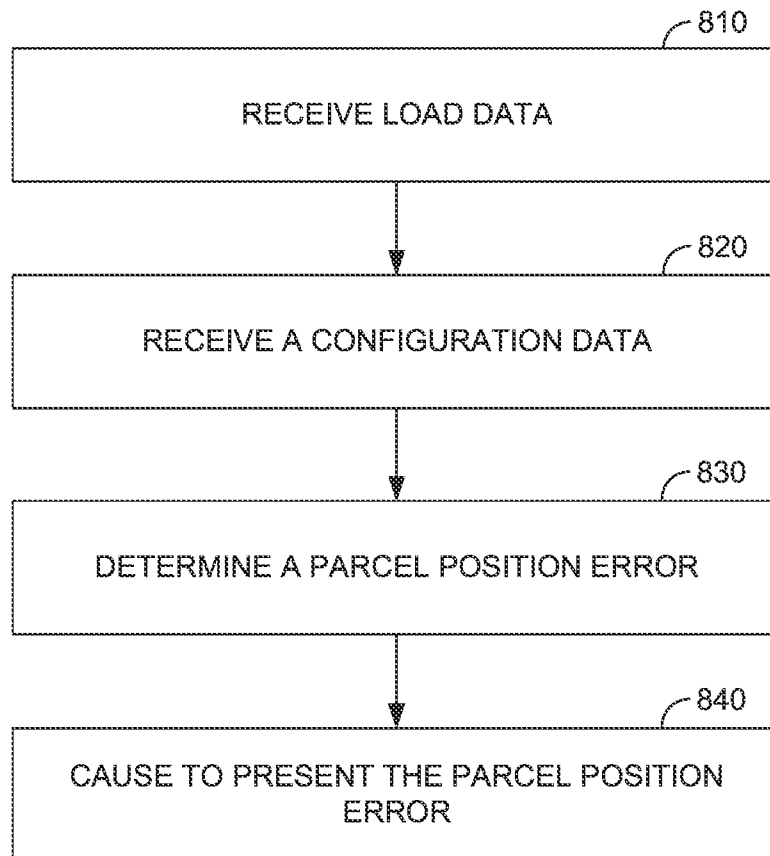 810
RECEIVE LOAD DATA
820
RECEIVE A CONFIGURATION DATA
830
DETERMINE A PARCEL POSITION ERROR
840
CAUSE TO PRESENT THE PARCEL POSITION
ERROR